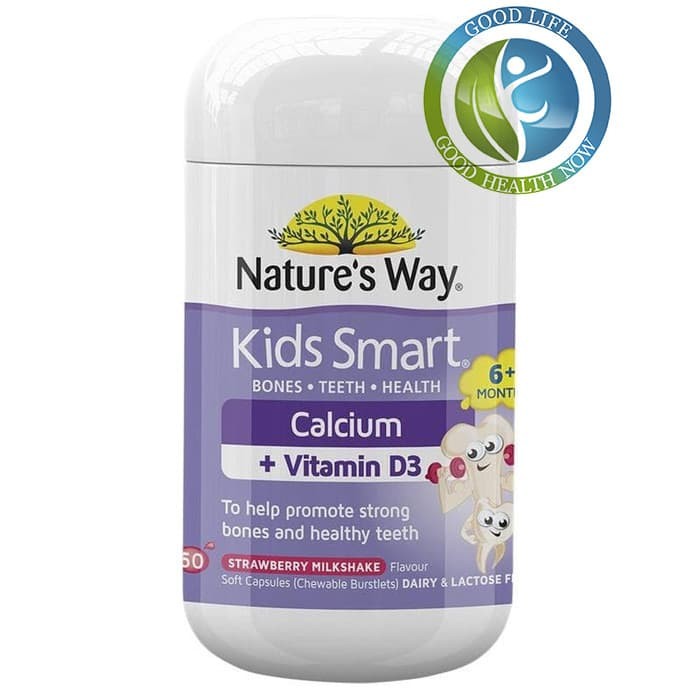 GOOD LIFE
GOOD HEALTH NOW
Nature's Way®
Kids Smart®
BONES • TEETH • HEALTH
6+
Calcium
+ Vitamin D3
To help promote strong
bones and healthy teeth
50
STRAWBERRY MILKSHAKE Flavour
Soft Capsules (Chewable Burstlets) DAIRY & LACTOSE